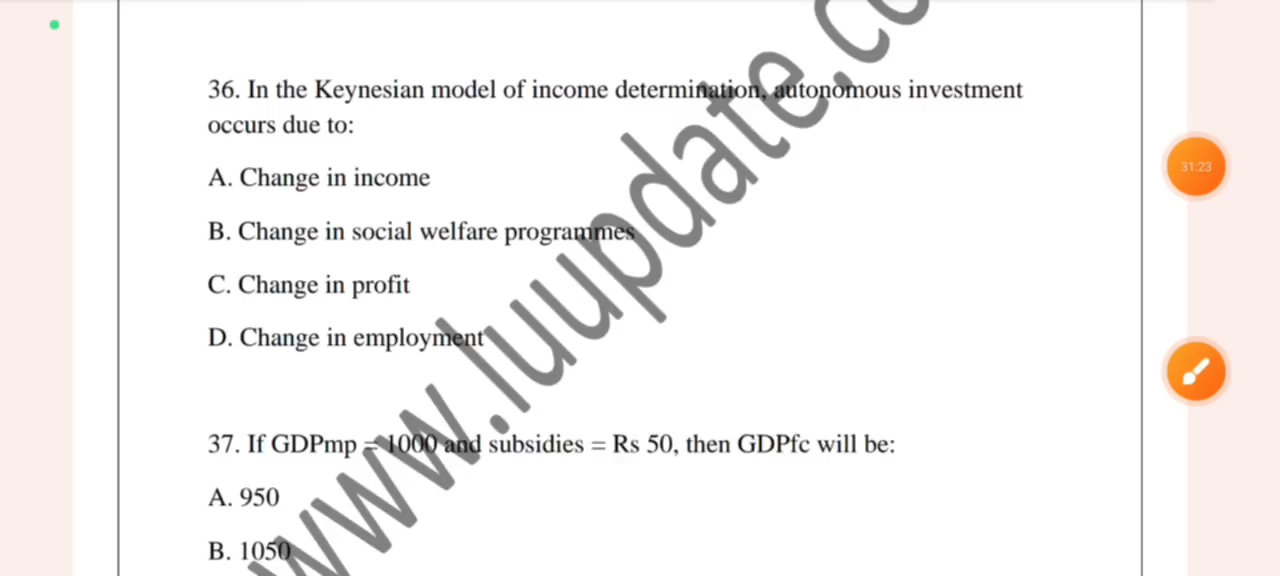 36. In the Keynesian model of income determination, autonomous investment
occurs due to:
A. Change in income
B. Change in social welfare programmes
C. Change in profit
D. Change in employment
37. If GDPmp = 1000 and subsidies = Rs 50, then GDPfc will be:
A. 950
B. 1050
www.luupdate.co
31:23